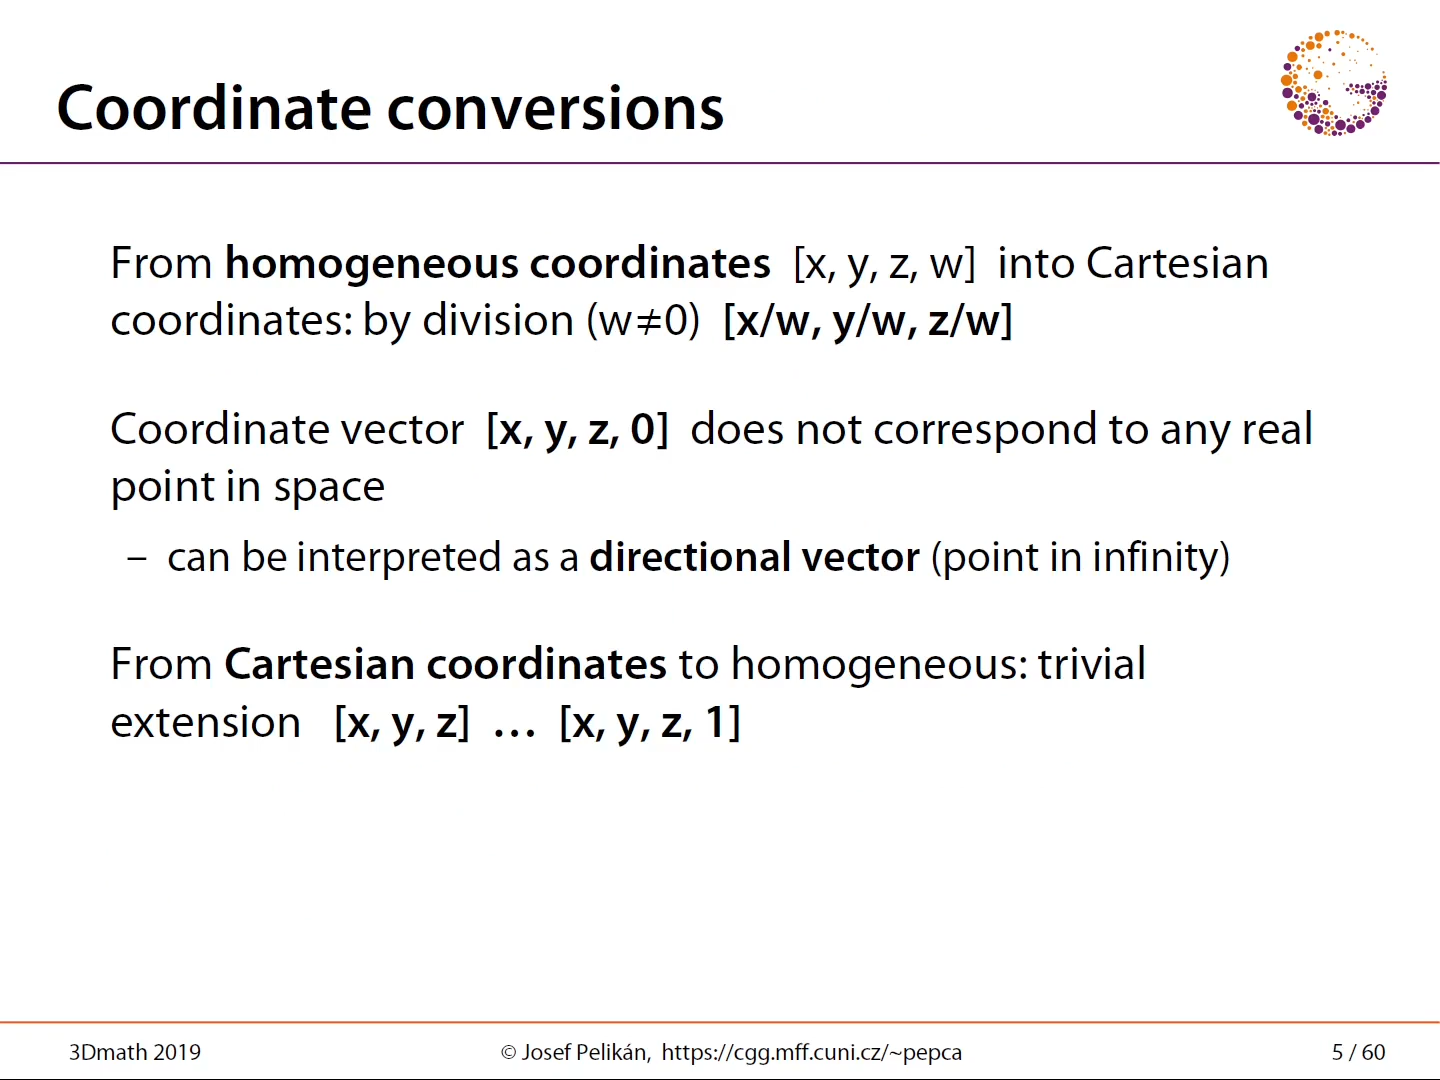 Coordinate conversions
From homogeneous coordinates [x, y, z, w] into Cartesian
coordinates: by division (w≠0) [x/w, y/w, z/w]
Coordinate vector [x, y, z, 0] does not correspond to any real
point in space
– can be interpreted as a directional vector (point in infinity)
From Cartesian coordinates to homogeneous: trivial
extension [x, y, z] … [x, y, z, 1]
3Dmath 2019
© Josef Pelikán, https://cgg.mff.cuni.cz/~pepca
5 / 60